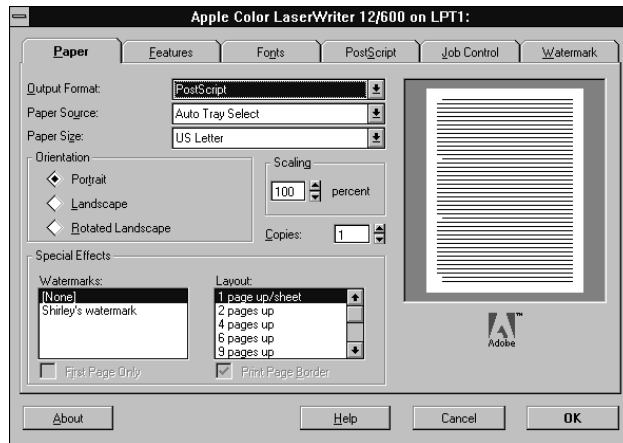 Apple Color LaserWriter 12/600 on LPT1:
Paper Features Fonts PostScript Job Control Watermark
Output Format: PostScript
Paper Source: Auto Tray Select
Paper Size: US Letter
Orientation
Portrait
Landscape
Rotated Landscape
Scaling
100 percent
Copies: 1
Special Effects
Watermarks:
[None]
Shirley's watermark
First Page Only
Layout:
1 page up/sheet
2 pages up
4 pages up
6 pages up
9 pages up
Print Page Border
Adobe™
About Help Cancel OK